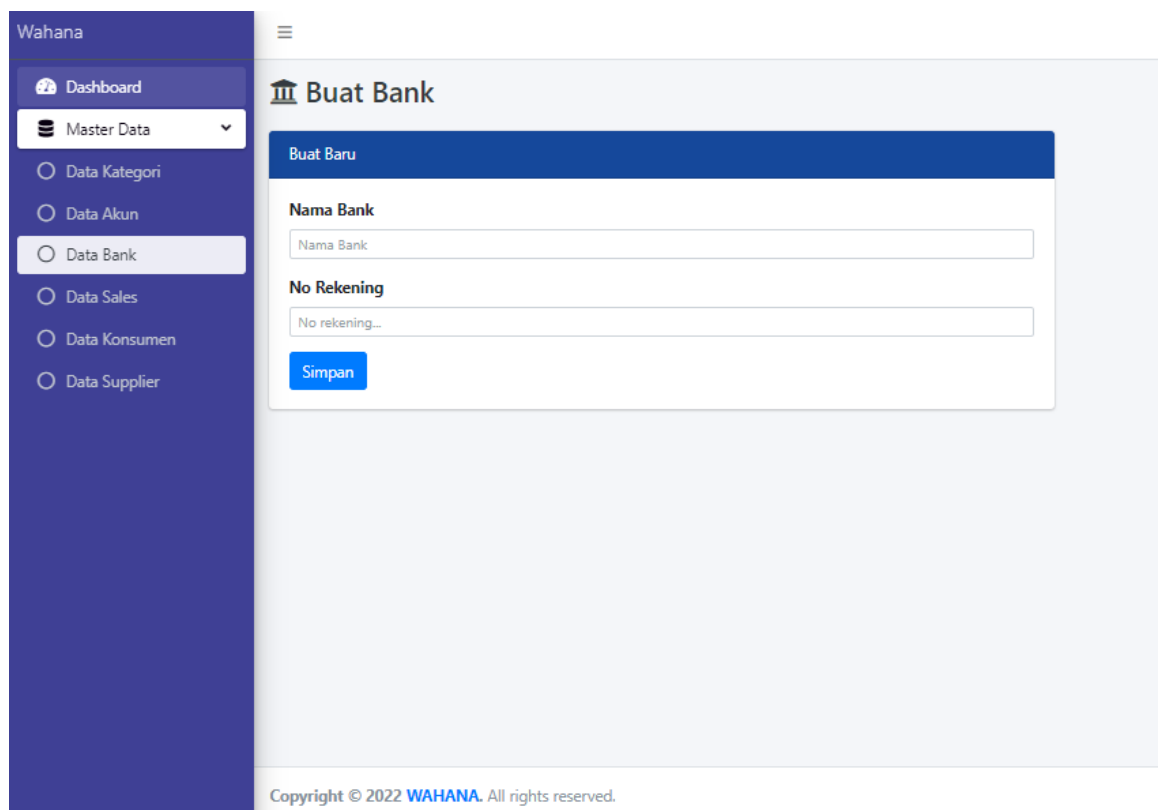 Wahana
Dashboard
Master Data
Data Kategori
Data Akun
Data Bank
Data Sales
Data Konsumen
Data Supplier
Buat Bank
Buat Baru
Nama Bank
Nama Bank
No Rekening
No rekening...
Simpan
Copyright © 2022 WAHANA. All rights reserved.